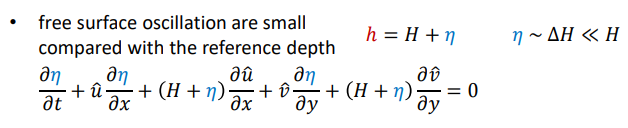 • free surface oscillation are small
compared with the reference depth
h = H + η
η ~ ΔH ≪ H
∂η/∂t + û ∂η/∂x + (H + η) ∂û/∂x + v̂ ∂η/∂y + (H + η) ∂v̂/∂y = 0